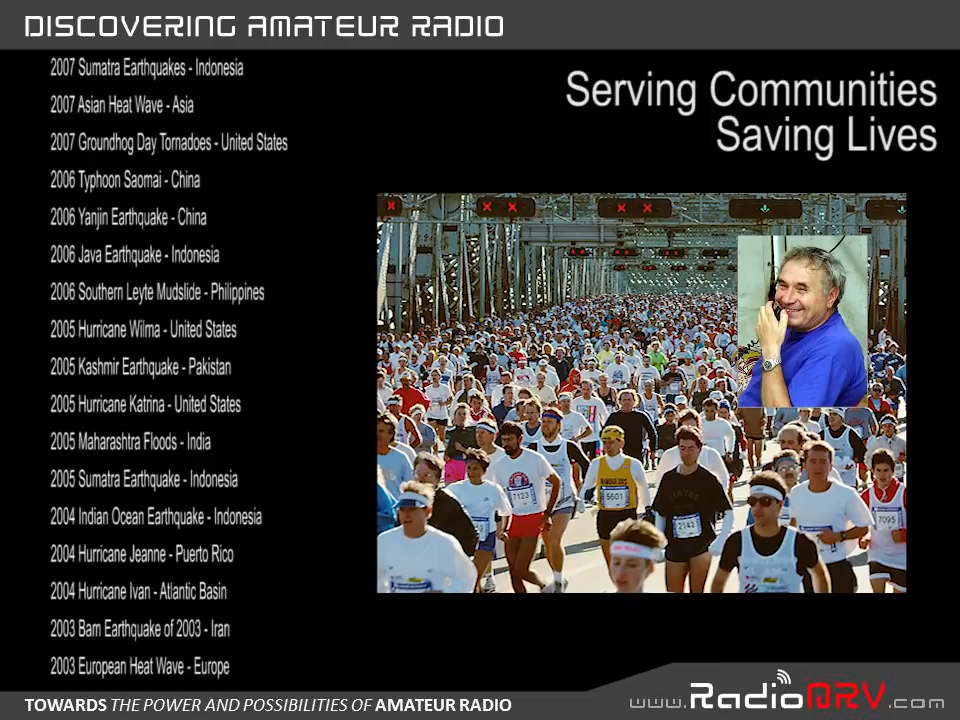 DISCOVERING AMATEUR RADIO
2007 Sumatra Earthquakes - Indonesia
2007 Asian Heat Wave - Asia
2007 Groundhog Day Tornadoes - United States
2006 Typhoon Saomai - China
2006 Yanjin Earthquake - China
2006 Java Earthquake - Indonesia
2006 Southern Leyte Mudslide - Philippines
2005 Hurricane Wilma - United States
2005 Kashmir Earthquake - Pakistan
2005 Hurricane Katrina - United States
2005 Maharashtra Floods - India
2005 Sumatra Earthquake - Indonesia
2004 Indian Ocean Earthquake - Indonesia
2004 Hurricane Jeanne - Puerto Rico
2004 Hurricane Ivan - Atlantic Basin
2003 Bam Earthquake of 2003 - Iran
2003 European Heat Wave - Europe
Serving Communities
Saving Lives
7123
5601
2142
7095
TOWARDS THE POWER AND POSSIBILITIES OF AMATEUR RADIO
www.RadioQRV.com